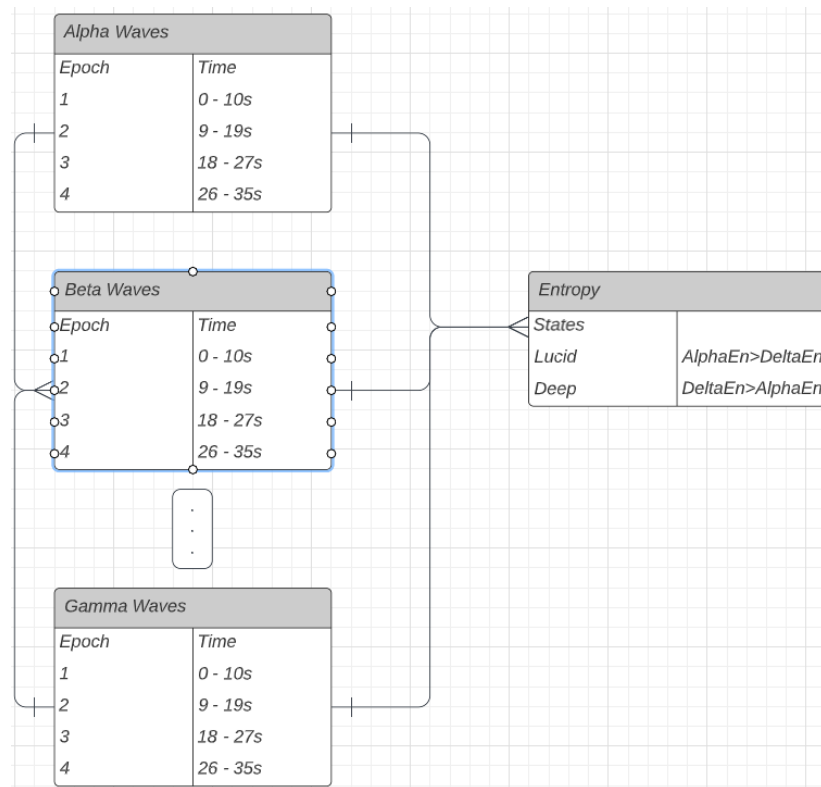 Alpha Waves
Epoch Time
1 0 - 10s
2 9 - 19s
3 18 - 27s
4 26 - 35s
Beta Waves
Epoch Time
1 0 - 10s
2 9 - 19s
3 18 - 27s
4 26 - 35s
Entropy
States
Lucid AlphaEn>DeltaEn
Deep DeltaEn>AlphaEn
.
.
.
Gamma Waves
Epoch Time
1 0 - 10s
2 9 - 19s
3 18 - 27s
4 26 - 35s